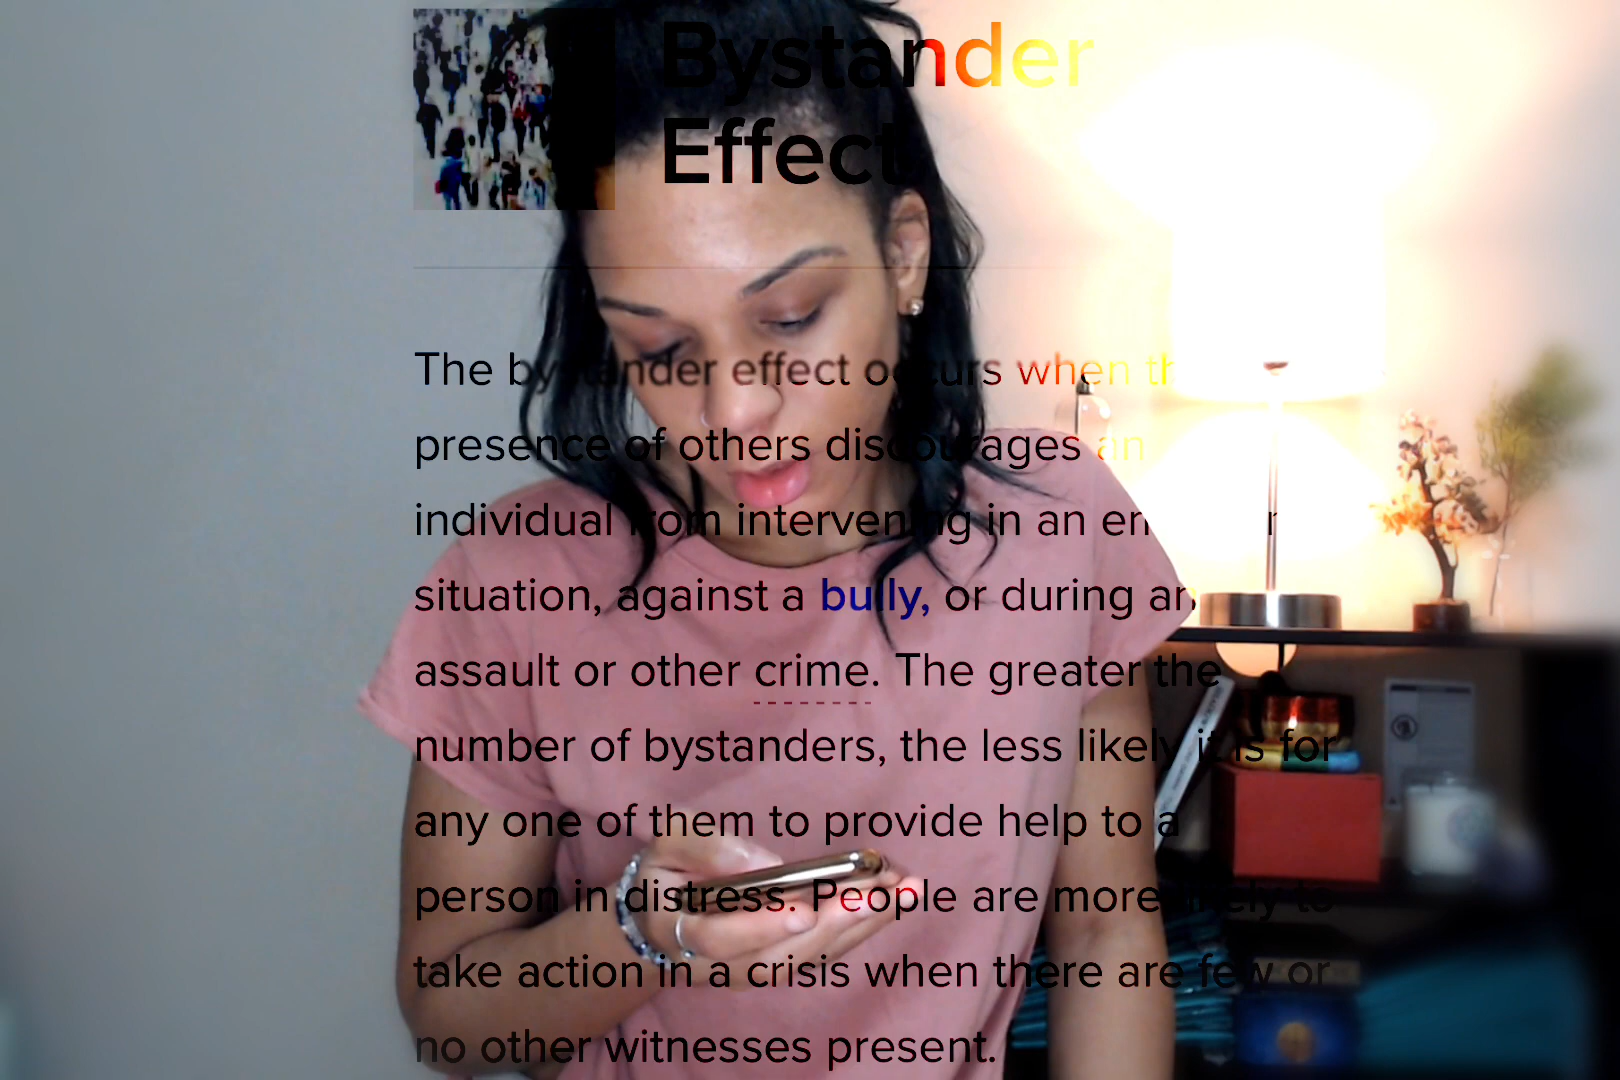 Bystander
Effect
The bystander effect occurs when th
presence of others discourages an
individual from intervening in an
situation, against a bully, or during an
assault or other crime. The greater the
number of bystanders, the less likely it is for
any one of them to provide help to a
person in distress. People are more likely to
take action in a crisis when there are few or
no other witnesses present.